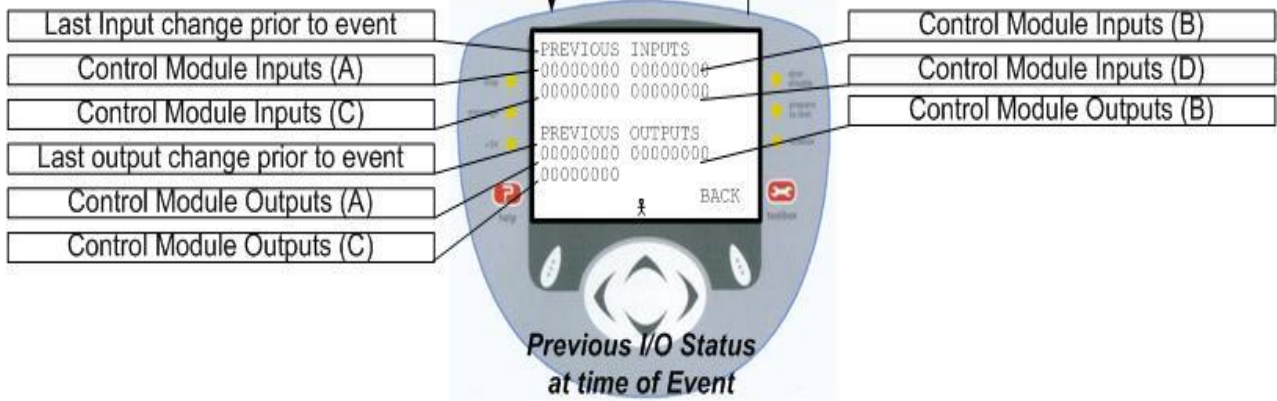 Last Input change prior to event
Control Module Inputs (A)
Control Module Inputs (C)
Last output change prior to event
Control Module Outputs (A)
Control Module Outputs (C)
PREVIOUS INPUTS
00000000 00000000
00000000 00000000
PREVIOUS OUTPUTS
00000000 00000000
00000000
BACK
help
toolbox
Control Module Inputs (B)
Control Module Inputs (D)
Control Module Outputs (B)
Previous I/O Status
at time of Event